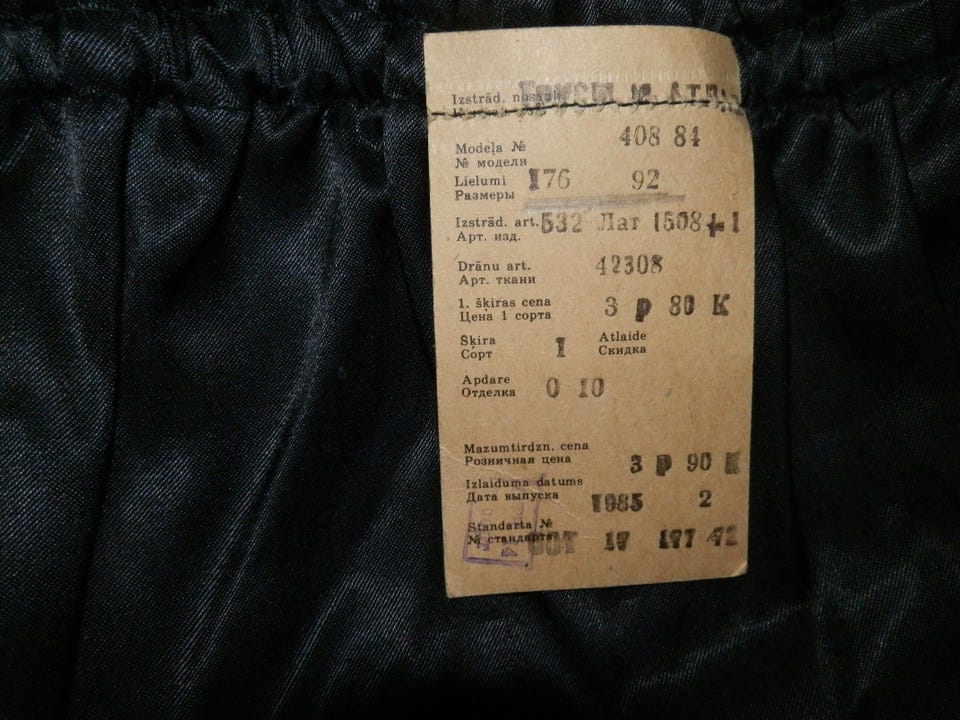 Izstrād.
Modeļa № 408 84
№ модели
Lielumi 176 92
Размеры
Izstrād. art. 532 Лат 1508+1
Арт. изд.
Drānu art. 42308
Арт. ткани
1. šķiras cena 3 р 80 К
Цена 1 сорта
Šķira 1 Atlaide
Сорт Скидка
Apdare 0 10
Отделка
Mazumtirdzn. cena
Розничная цена 3 р 90 К
Izlaiduma datums
Дата выпуска 1985 2
Standarta №
№ стандарта 17